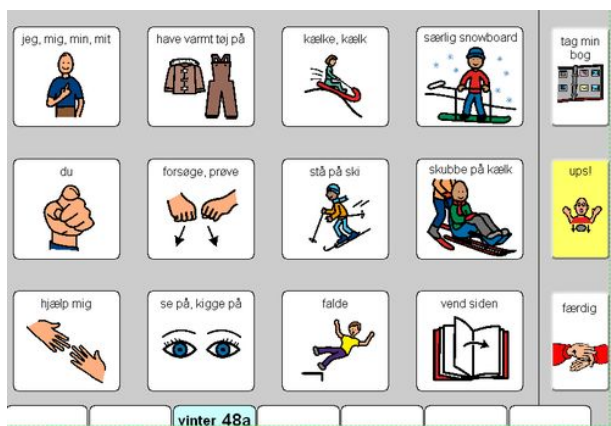 jeg, mig, min, mit
have varmt tøj på
kælke, kælk
særlig snowboard
tag min
bog
du
forsøge, prøve
stå på ski
skubbe på kælk
ups!
hjælp mig
se på, kigge på
falde
vend siden
færdig
vinter 48a